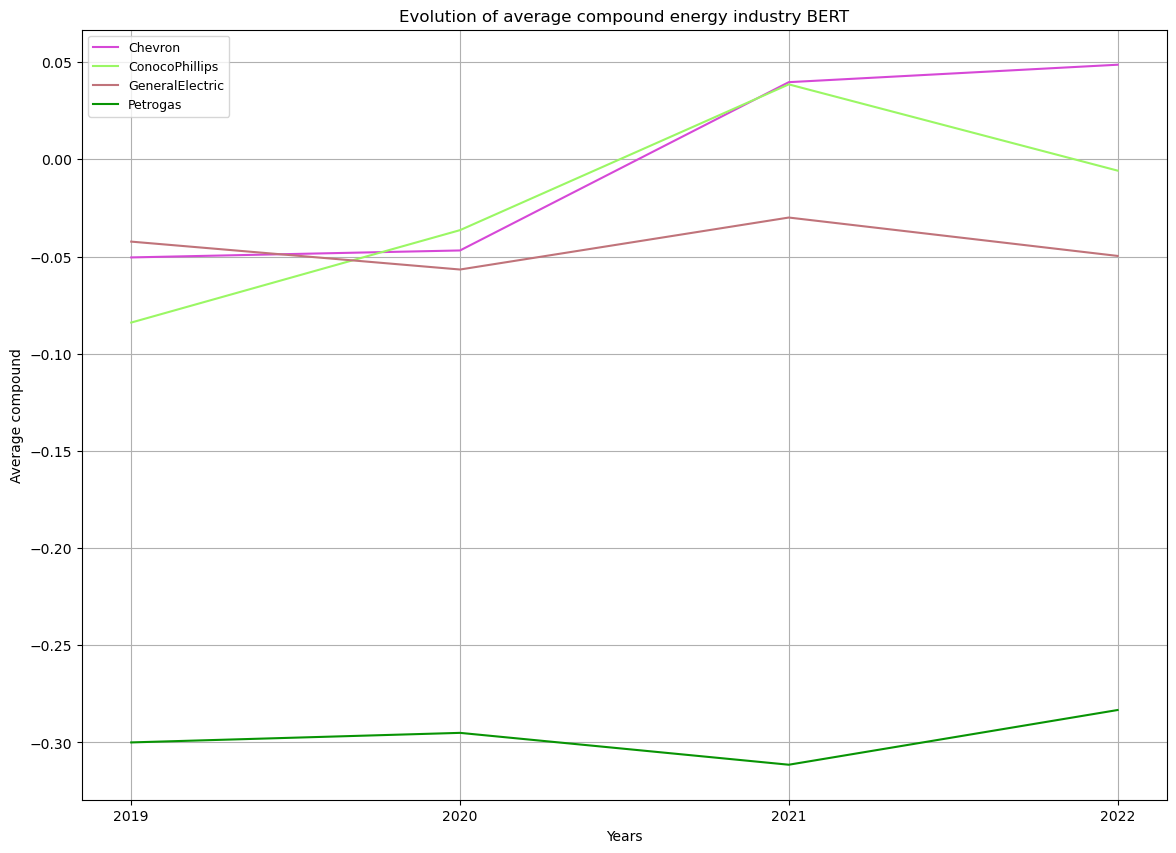 Evolution of average compound energy industry BERT
Chevron
ConocoPhillips
GeneralElectric
Petrogas
0.05
0.00
−0.05
−0.10
−0.15
−0.20
−0.25
−0.30
Average compound
2019 2020 2021 2022
Years